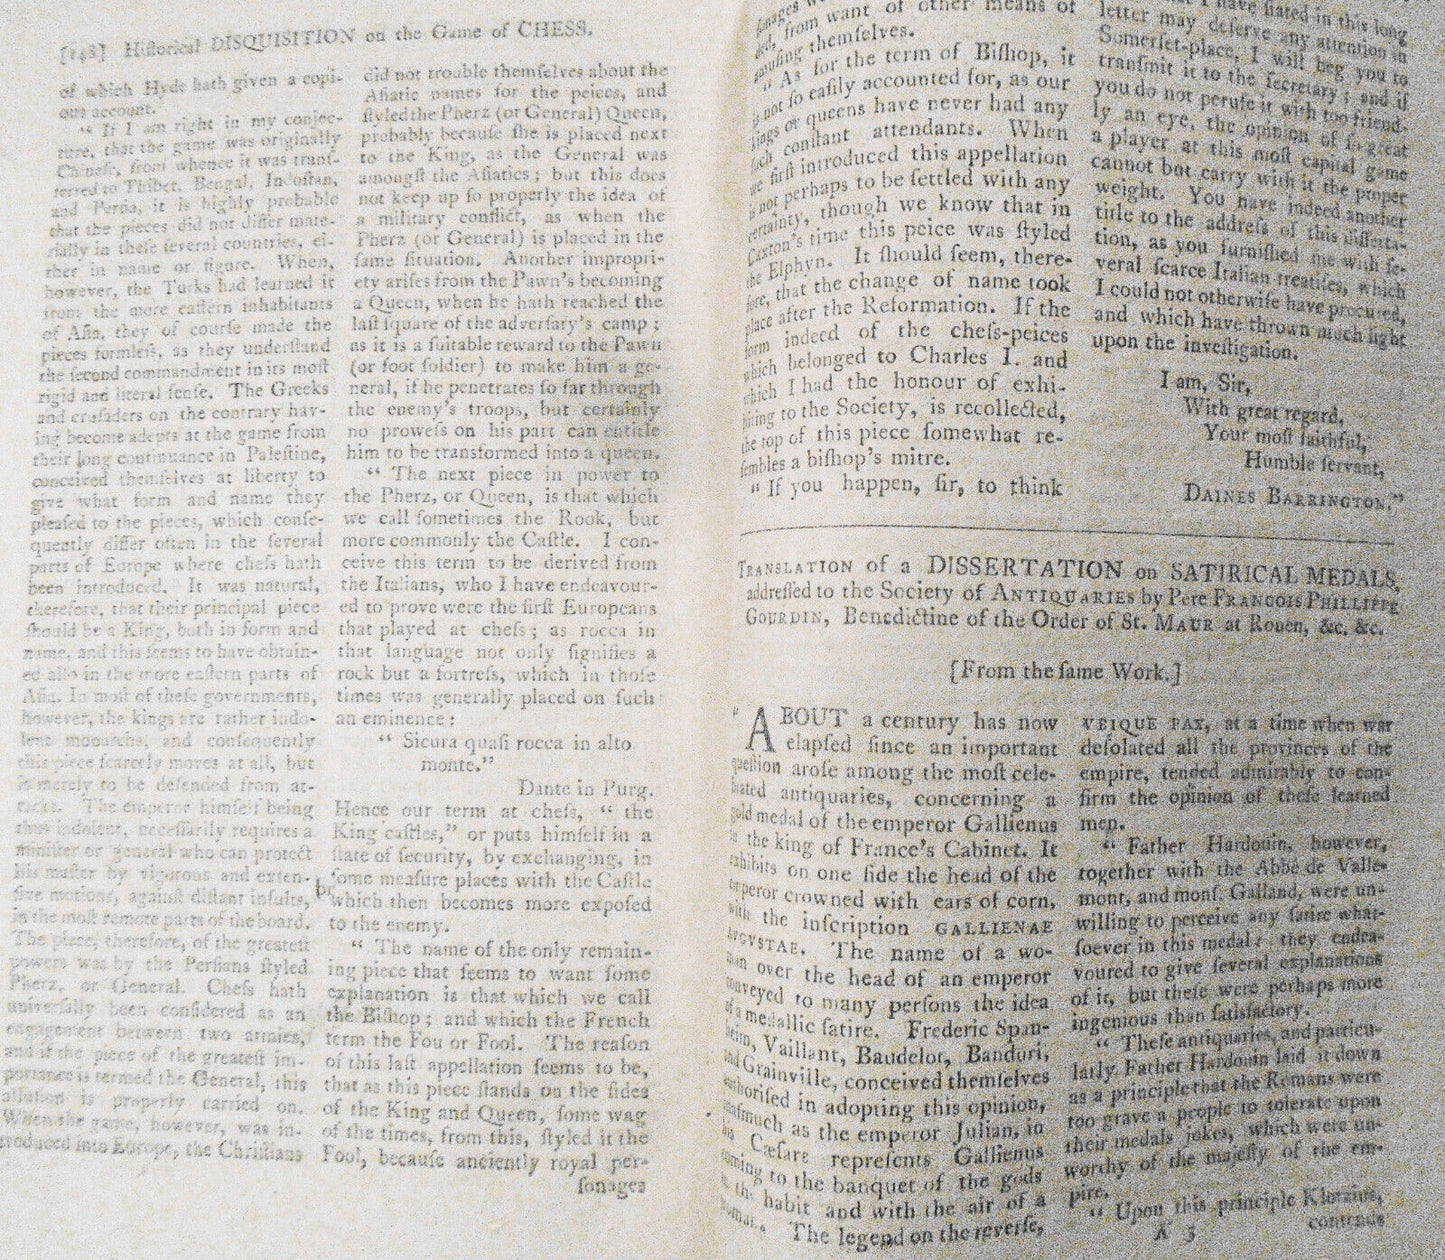 [148] Hiſtorical DISQUISITION on the Game of CHESS.
of which Hyde hath given a copi-
ous account.
“ If I am right in my conjec-
ture, that the game was originally
Chineſe, from whence it was tranſ-
ferred to Thibet, Bengal, Indoſtan,
and Perſia, it is highly probable
that the pieces did not differ mate-
rially in theſe ſeveral countries, ei-
ther in name or figure. When,
however, the Turks had learned it
from the more eaſtern inhabitants
of Aſia, they of courſe made the
pieces formleſs, as they underſtand
the ſecond commandment in its moſt
rigid and literal ſenſe. The Greeks
and cruſaders on the contrary hav-
ing become adepts at the game from
their long continuance in Paleſtine,
conceived themſelves at liberty to
give what form and name they
pleaſed to the pieces, which conſe-
quently differ often in the ſeveral
parts of Europe where cheſs hath
been introduced. It was natural,
therefore, that their principal piece
ſhould be a King, both in form and
name, and this ſeems to have obtain-
ed alſo in the more eaſtern parts of
Aſia. In moſt of theſe governments,
however, the kings are rather indo-
lent monarchs, and conſequently
this piece ſcarcely moves at all, but
is merely to be defended from at-
tacks. The emperor himſelf being
thus indolent, neceſſarily requires a
miniſter or general who can protect
his maſter by vigorous and exten-
ſive motions, againſt diſtant inſults,
in the moſt remote parts of the board.
The piece, therefore, of the greateſt
powers was by the Perſians ſtyled
Pherz, or General. Cheſs hath
univerſally been conſidered as an
engagement between two armies,
and if the piece of the greateſt im-
portance is termed the General, this
alluſion is properly carried on.
When the game, however, was in-
troduced into Europe, the Chriſtians
did not trouble themſelves about the
Aſiatic names for the peices, and
ſtyled the Pherz (or General) Queen,
probably becauſe ſhe is placed next
to the King, as the General was
amongſt the Aſiatics; but this does
not keep up ſo properly the idea of
a military conflict, as when the
Pherz (or General) is placed in the
ſame ſituation. Another impropri-
ety ariſes from the Pawn's becoming
a Queen, when he hath reached the
laſt ſquare of the adverſary's camp;
as it is a ſuitable reward to the Pawn
(or foot ſoldier) to make him a ge-
neral, if he penetrates ſo far through
the enemy's troops, but certainly
no proweſs on his part can entitle
him to be transformed into a queen.
“ The next piece in power to
the Pherz, or Queen, is that which
we call ſometimes the Rook, but
more commonly the Caſtle. I con-
ceive this term to be derived from
the Italians, who I have endeavour-
ed to prove were the firſt Europeans
that played at cheſs; as rocca in
that language not only ſignifies a
rock but a fortreſs, which in thoſe
times was generally placed on ſuch
an eminence:
“ Sicura quaſi rocca in alto
monte.”
Dante in Purg.
Hence our term at cheſs, “ the
King caſtles,” or puts himſelf in a
ſtate of ſecurity, by exchanging, in
ſome meaſure places with the Caſtle
which then becomes more expoſed
to the enemy.
“ The name of the only remain-
ing piece that ſeems to want ſome
explanation is that which we call
the Biſhop; and which the French
term the Fou or Fool. The reaſon
of this laſt appellation ſeems to be,
that as this piece ſtands on the ſides
of the King and Queen, ſome wag
of the times, from this, ſtyled it the
Fool, becauſe anciently royal per-
ſonages
ſonages
ded, from want of other means of
amuſing themſelves.
“ As for the term of Biſhop, it
is not ſo eaſily accounted for, as our
kings or queens have never had any
ſuch conſtant attendants. When
we firſt introduced this appellation
is not perhaps to be ſettled with any
certainty, though we know that in
Caxton's time this peice was ſtyled
the Elphyn. It ſhould ſeem, there-
fore, that the change of name took
place after the Reformation. If the
form indeed of the cheſs-peices
which belonged to Charles I. and
which I had the honour of exhi-
biting to the Society, is recollected,
the top of this piece ſomewhat re-
ſembles a biſhop's mitre.
“ If you happen, ſir, to think
I have ſtated in this long
letter may deſerve any attention in
Somerſet-place, I will beg you to
tranſmit it to the ſecretary; and if
you do not peruſe it with too friend-
ly an eye, the opinion of ſo great
a player at this moſt capital game
cannot but carry with it the proper
weight. You have indeed another
title to the addreſs of this diſſerta-
tion, as you furniſhed me with ſe-
veral ſcarce Italian treatiſes, which
I could not otherwiſe have procured,
and which have thrown much light
upon the inveſtigation.
I am, Sir,
With great regard,
Your moſt faithful,
Humble ſervant,
DAINES BARRINGTON.”
TRANSLATION of a DISSERTATION on SATIRICAL MEDALS,
addreſſed to the Society of ANTIQUARIES by Pere FRANCOIS PHILLIPPE
GOURDIN, Benedictine of the Order of St. MAUR at Rouen, &c. &c.
[From the ſame Work.]
“ ABOUT a century has now
elapſed ſince an important
queſtion aroſe among the moſt cele-
brated antiquaries, concerning a
gold medal of the emperor Gallienus
in the king of France's Cabinet. It
exhibits on one ſide the head of the
emperor crowned with ears of corn,
with the inſcription GALLIENAE
AVGVSTAE. The name of a wo-
man over the head of an emperor
conveyed to many perſons the idea
of a medallic ſatire. Frederic Span-
heim, Vaillant, Baudelot, Banduri,
and Grainville, conceived themſelves
authoriſed in adopting this opinion,
inaſmuch as the emperor Julian, in
his Cæſars repreſents Gallienus
coming to the banquet of the gods
in the habit and with the air of a
woman. The legend on the reverſe,
VBIQUE PAX, at a time when war
deſolated all the provinces of the
empire, tended admirably to con-
firm the opinion of theſe learned
men.
“ Father Hardouin, however,
together with the Abbé de Valle-
mont, and monſ. Galland, were un-
willing to perceive any ſatire what-
ſoever in this medal; they endea-
voured to give ſeveral explanations
of it, but theſe were perhaps more
ingenious than ſatisfactory.
“ Theſe antiquaries, and particu-
larly Father Hardouin laid it down
as a principle that the Romans were
too grave a people to tolerate upon
their medals jokes, which were un-
worthy of the majeſty of the em-
pire.
“ Upon this principle Klotzius,
K 3
contends